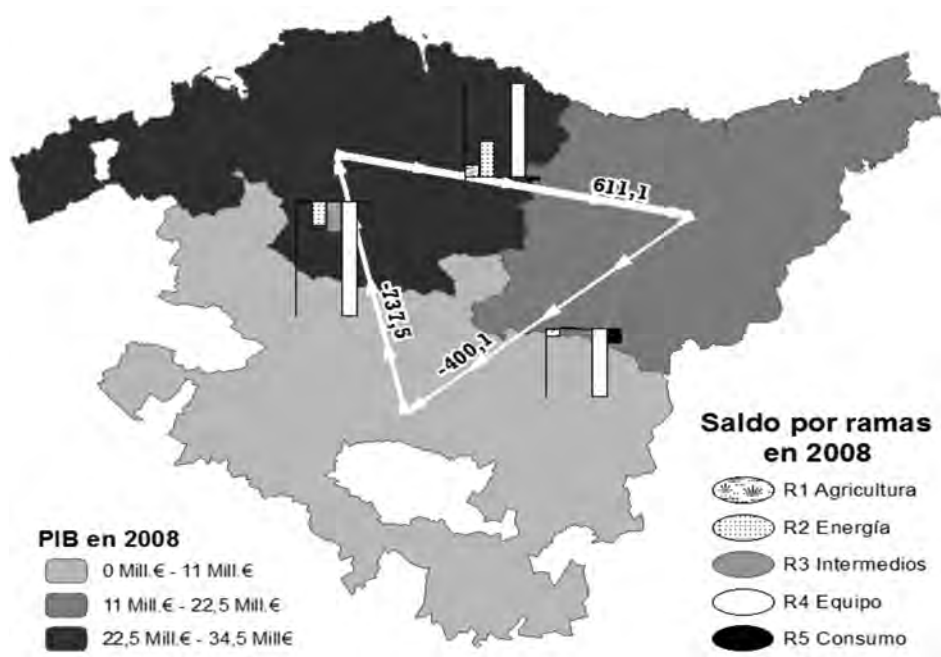 611,1
-737,5
-400,1
Saldo por ramas
en 2008
R1 Agricultura
R2 Energía
R3 Intermedios
R4 Equipo
R5 Consumo
PIB en 2008
0 Mill.€ - 11 Mill.€
11 Mill.€ - 22,5 Mill.€
22,5 Mill.€ - 34,5 Mill€